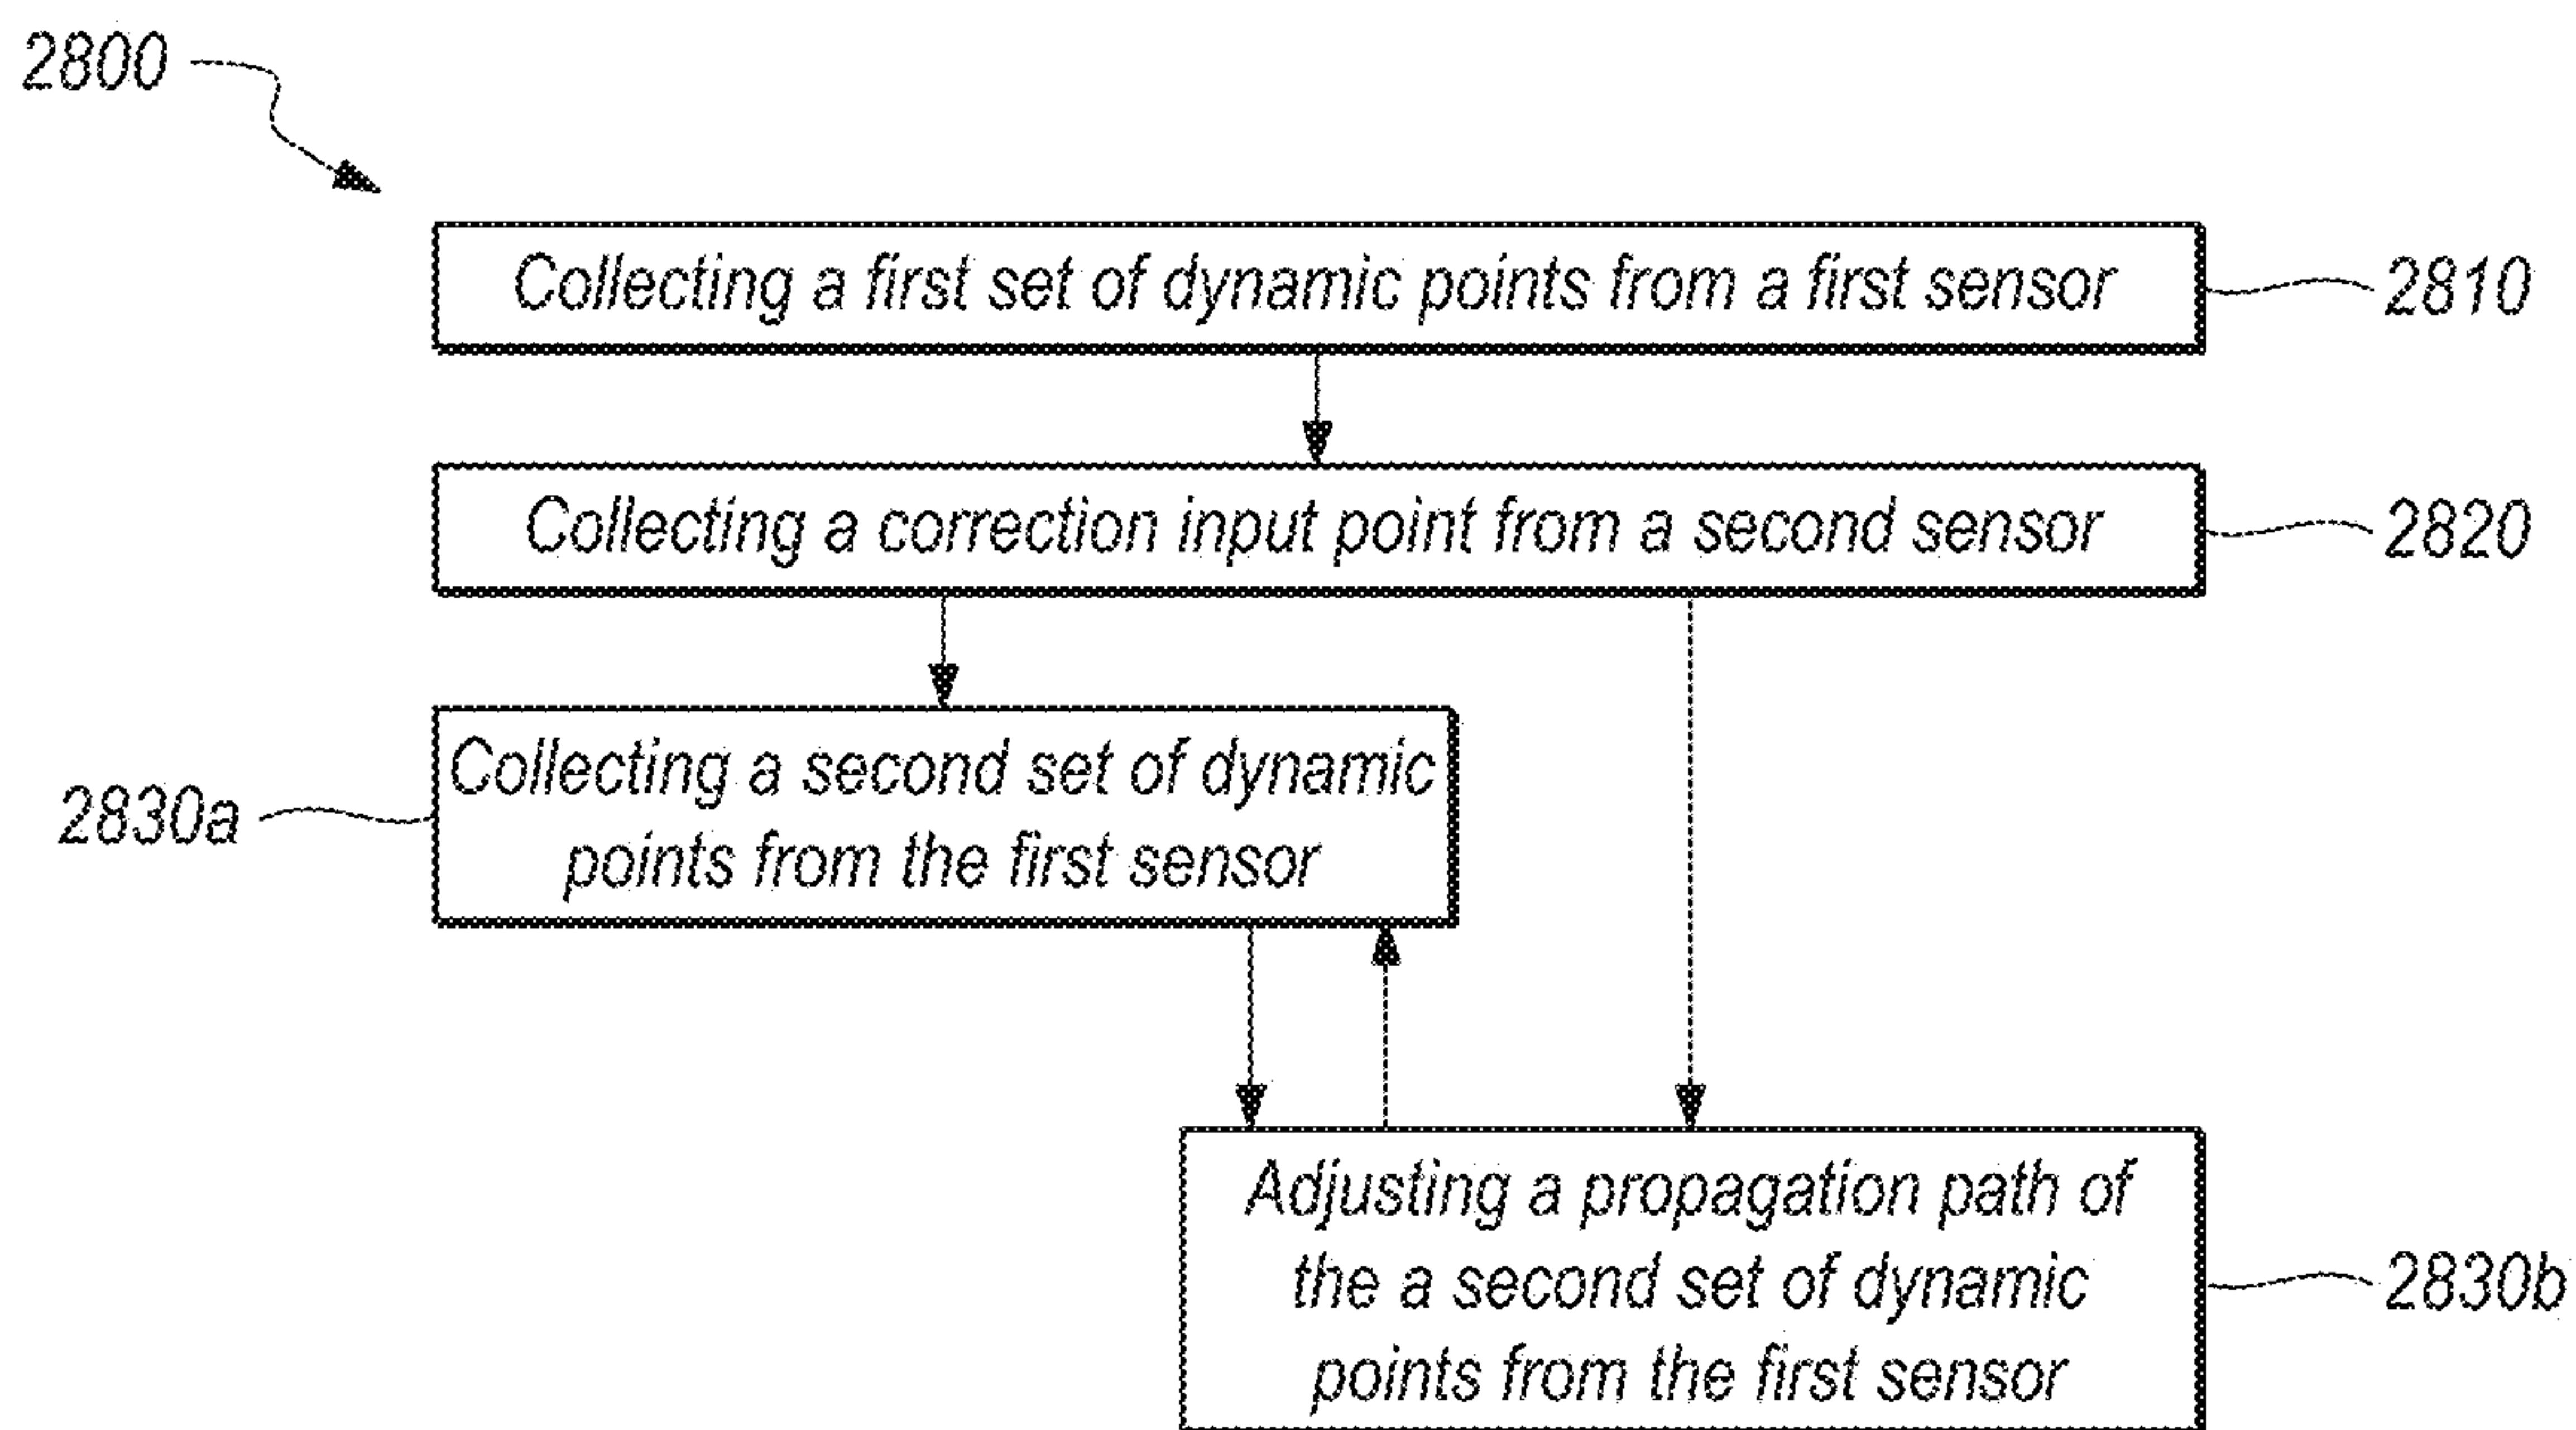 2800
Collecting a first set of dynamic points from a first sensor
2810
Collecting a correction input point from a second sensor
2820
Collecting a second set of dynamic
points from the first sensor
2830a
Adjusting a propagation path of
the a second set of dynamic
points from the first sensor
2830b